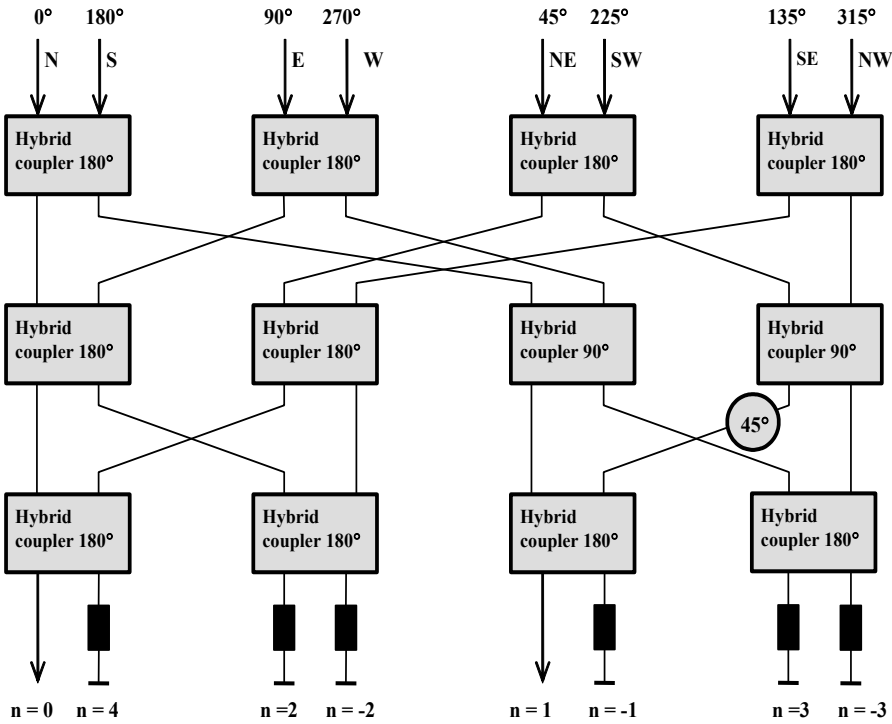 0° 180° 90° 270° 45° 225° 135° 315°
N S E W NE SW SE NW
Hybrid
coupler 180°
Hybrid
coupler 180°
Hybrid
coupler 180°
Hybrid
coupler 180°
Hybrid
coupler 180°
Hybrid
coupler 180°
Hybrid
coupler 90°
Hybrid
coupler 90°
45°
Hybrid
coupler 180°
Hybrid
coupler 180°
Hybrid
coupler 180°
Hybrid
coupler 180°
n = 0 n = 4 n =2 n = -2 n = 1 n = -1 n =3 n = -3